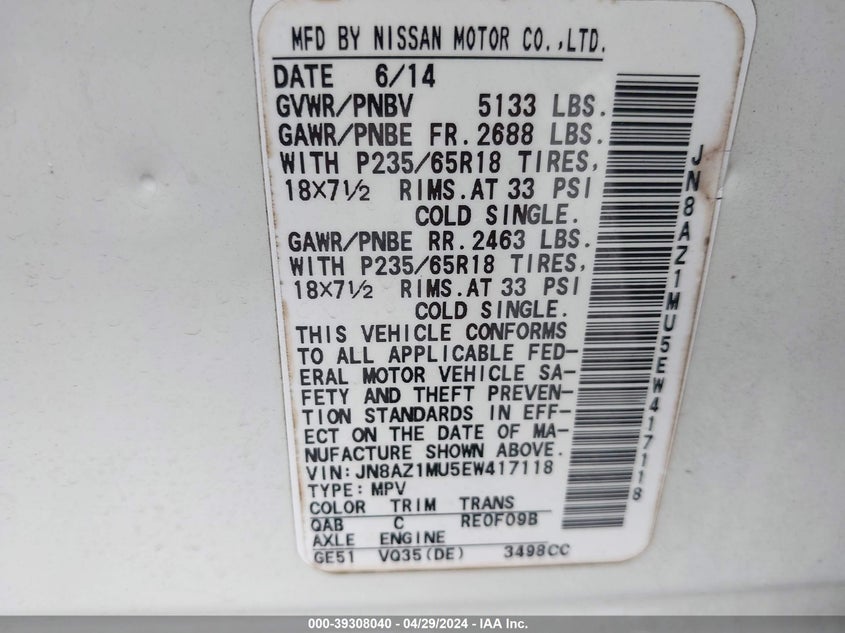 MFD BY NISSAN MOTOR CO.,LTD.
DATE 6/14
GVWR/PNBV 5133 LBS.
GAWR/PNBE FR.2688 LBS.
WITH P235/65R18 TIRES,
18X7½ RIMS.AT 33 PSI
COLD SINGLE.
GAWR/PNBE RR.2463 LBS.
WITH P235/65R18 TIRES,
18X7½ RIMS.AT 33 PSI
COLD SINGLE.
THIS VEHICLE CONFORMS
TO ALL APPLICABLE FED-
ERAL MOTOR VEHICLE SA-
FETY AND THEFT PREVEN-
TION STANDARDS IN EFF-
ECT ON THE DATE OF MA-
NUFACTURE SHOWN ABOVE.
VIN:JN8AZ1MU5EW417118
TYPE:MPV
COLOR TRIM TRANS
QAB C RE0F09B
AXLE ENGINE
GE51 VQ35(DE) 3498CC
JN8AZ1MU5EW417118
000-39308040 - 04/29/2024 - IAA Inc.